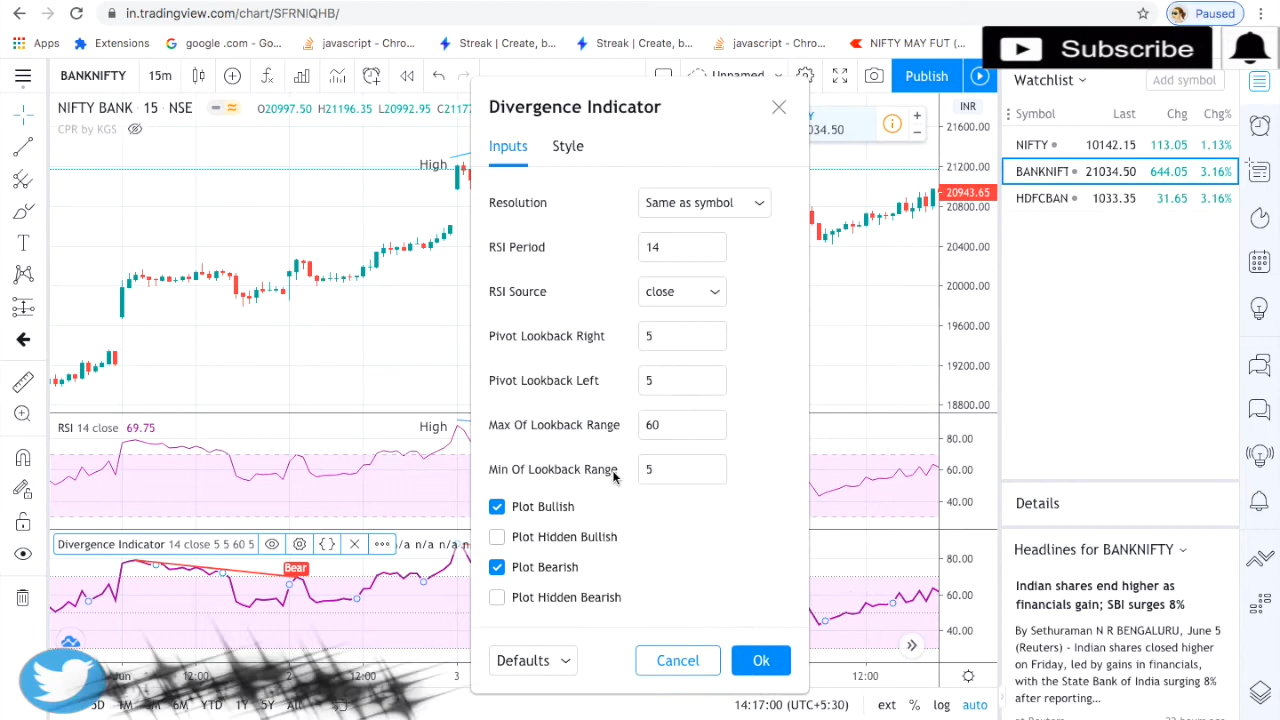 in.tradingview.com/chart/SFRNIQHB/
Paused
Apps
Extensions
google .com - Go...
javascript - Chro...
Streak | Create, b...
Streak | Create, b...
javascript - Chro...
NIFTY MAY FUT (...
Subscribe
BANKNIFTY
15m
Unnamed
Publish
Watchlist
Add symbol
NIFTY BANK · 15 · NSE
O20997.50 H21196.35 L20992.95 C2117
CPR by KGS
034.50
INR
Symbol Last Chg Chg%
NIFTY 10142.15 113.05 1.13%
BANKNIFT 21034.50 644.05 3.16%
HDFCBAN 1033.35 31.65 3.16%
High
21600.00
21200.00
20943.65
20800.00
20400.00
20000.00
19600.00
19200.00
18800.00
Divergence Indicator
Inputs
Style
Resolution
Same as symbol
RSI Period
14
RSI Source
close
Pivot Lookback Right
5
Pivot Lookback Left
5
Max Of Lookback Range
60
Min Of Lookback Range
5
Plot Bullish
Plot Hidden Bullish
Plot Bearish
Plot Hidden Bearish
Defaults
Cancel
Ok
RSI 14 close 69.75
High
80.00
60.00
40.00
Divergence Indicator 14 close 5 5 60 5
n/a n/a n/a
Bear
80.00
60.00
40.00
12:00
2
12:00
3
12:00
5D
YTD
1Y
5Y
14:17:00 (UTC+5:30)
ext
%
log
auto
Details
Headlines for BANKNIFTY
Indian shares end higher as
financials gain; SBI surges 8%
By Sethuraman N R BENGALURU, June 5
(Reuters) - Indian shares closed higher
on Friday, led by gains in financials,
with the State Bank of India surging 8%
after reporting...